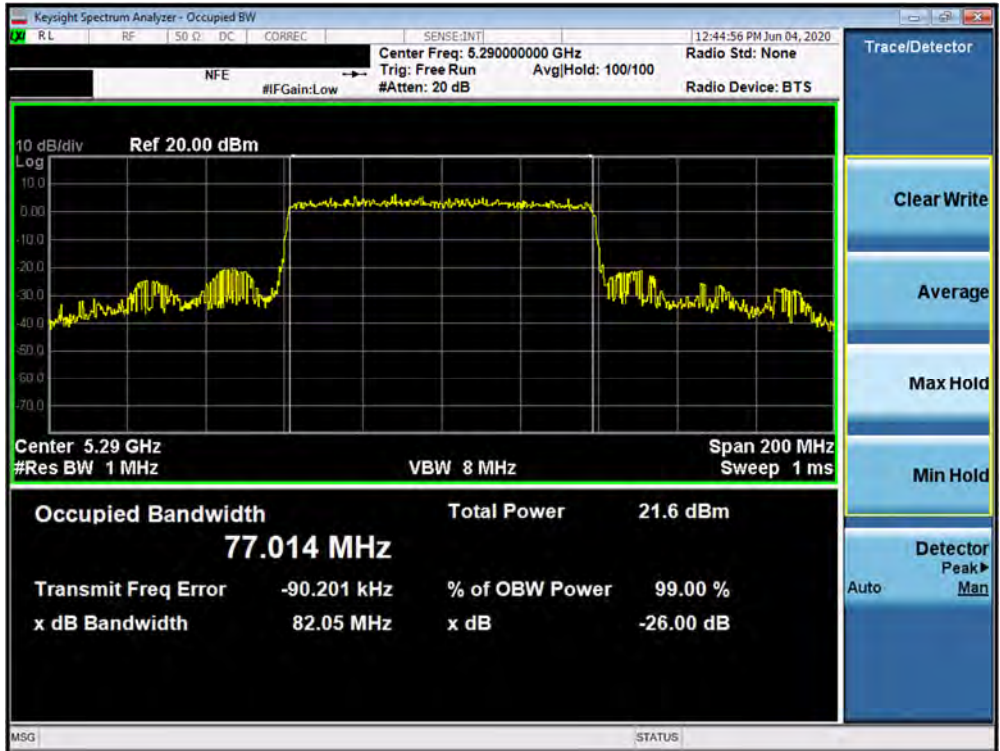 Keysight Spectrum Analyzer - Occupied BW
LXI RL RF 50 Ω DC CORREC SENSE:INT 12:44:56 PM Jun 04, 2020
Center Freq: 5.290000000 GHz Radio Std: None
NFE Trig: Free Run Avg|Hold: 100/100
#IFGain:Low #Atten: 20 dB Radio Device: BTS
10 dB/div Ref 20.00 dBm
Log
10.0
0.00
-10.0
-20.0
-30.0
-40.0
-50.0
-60.0
-70.0
Center 5.29 GHz Span 200 MHz
#Res BW 1 MHz VBW 8 MHz Sweep 1 ms
Occupied Bandwidth Total Power 21.6 dBm
77.014 MHz
Transmit Freq Error -90.201 kHz % of OBW Power 99.00 %
x dB Bandwidth 82.05 MHz x dB -26.00 dB
MSG STATUS
Trace/Detector
Clear Write
Average
Max Hold
Min Hold
Detector
Peak▶
Auto Man